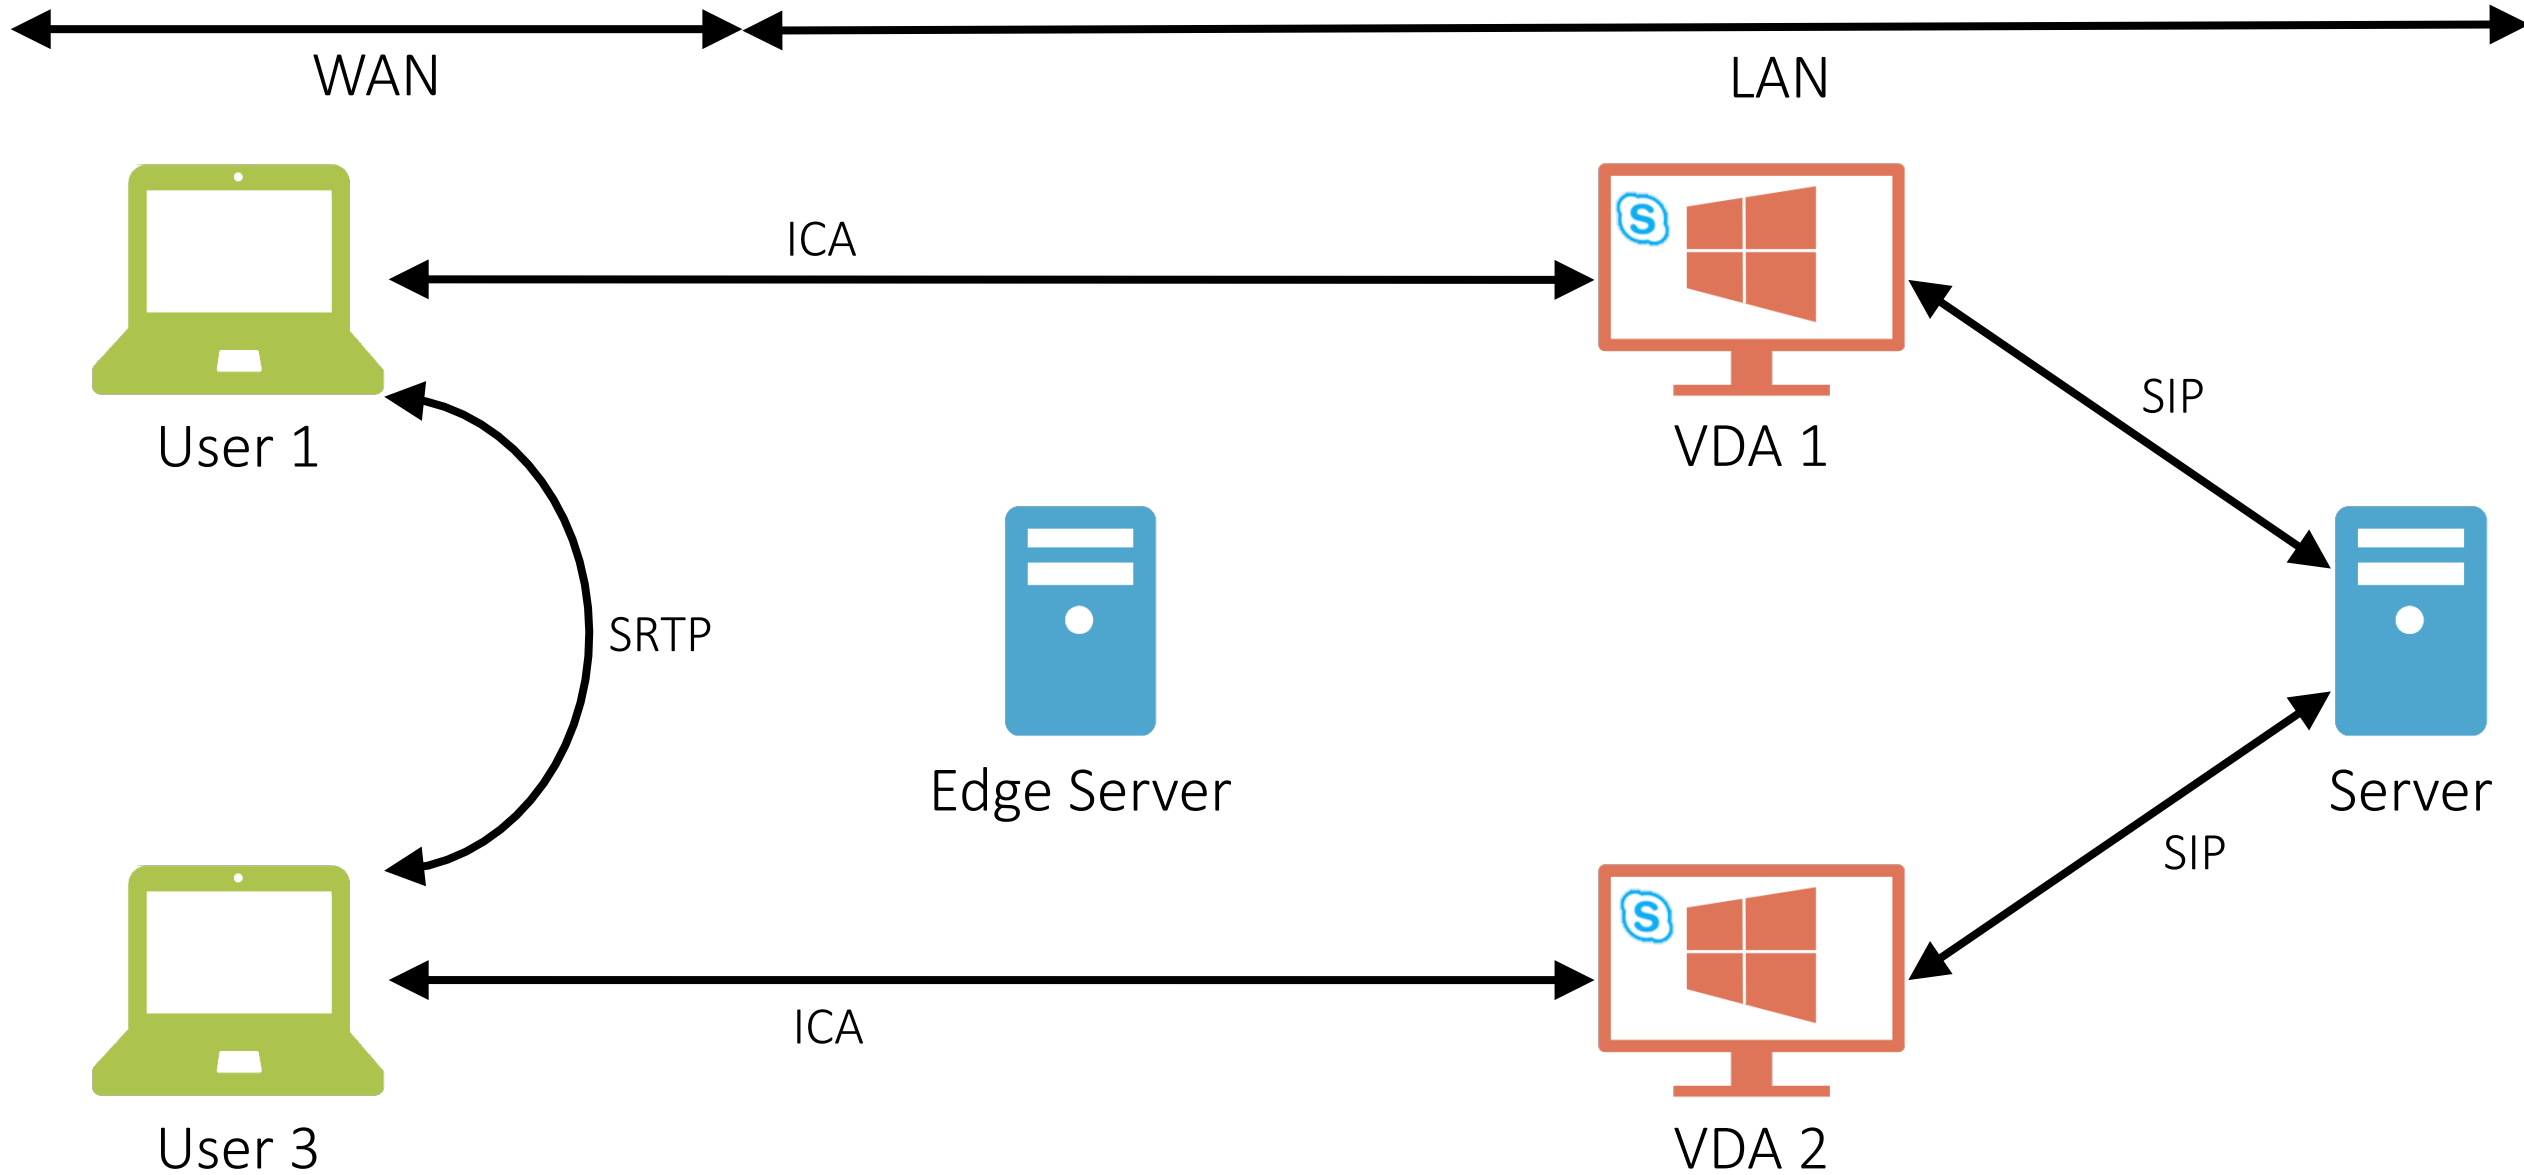 WAN
LAN
ICA
S
SIP
User 1
VDA 1
SRTP
Edge Server
Server
SIP
S
ICA
User 3
VDA 2